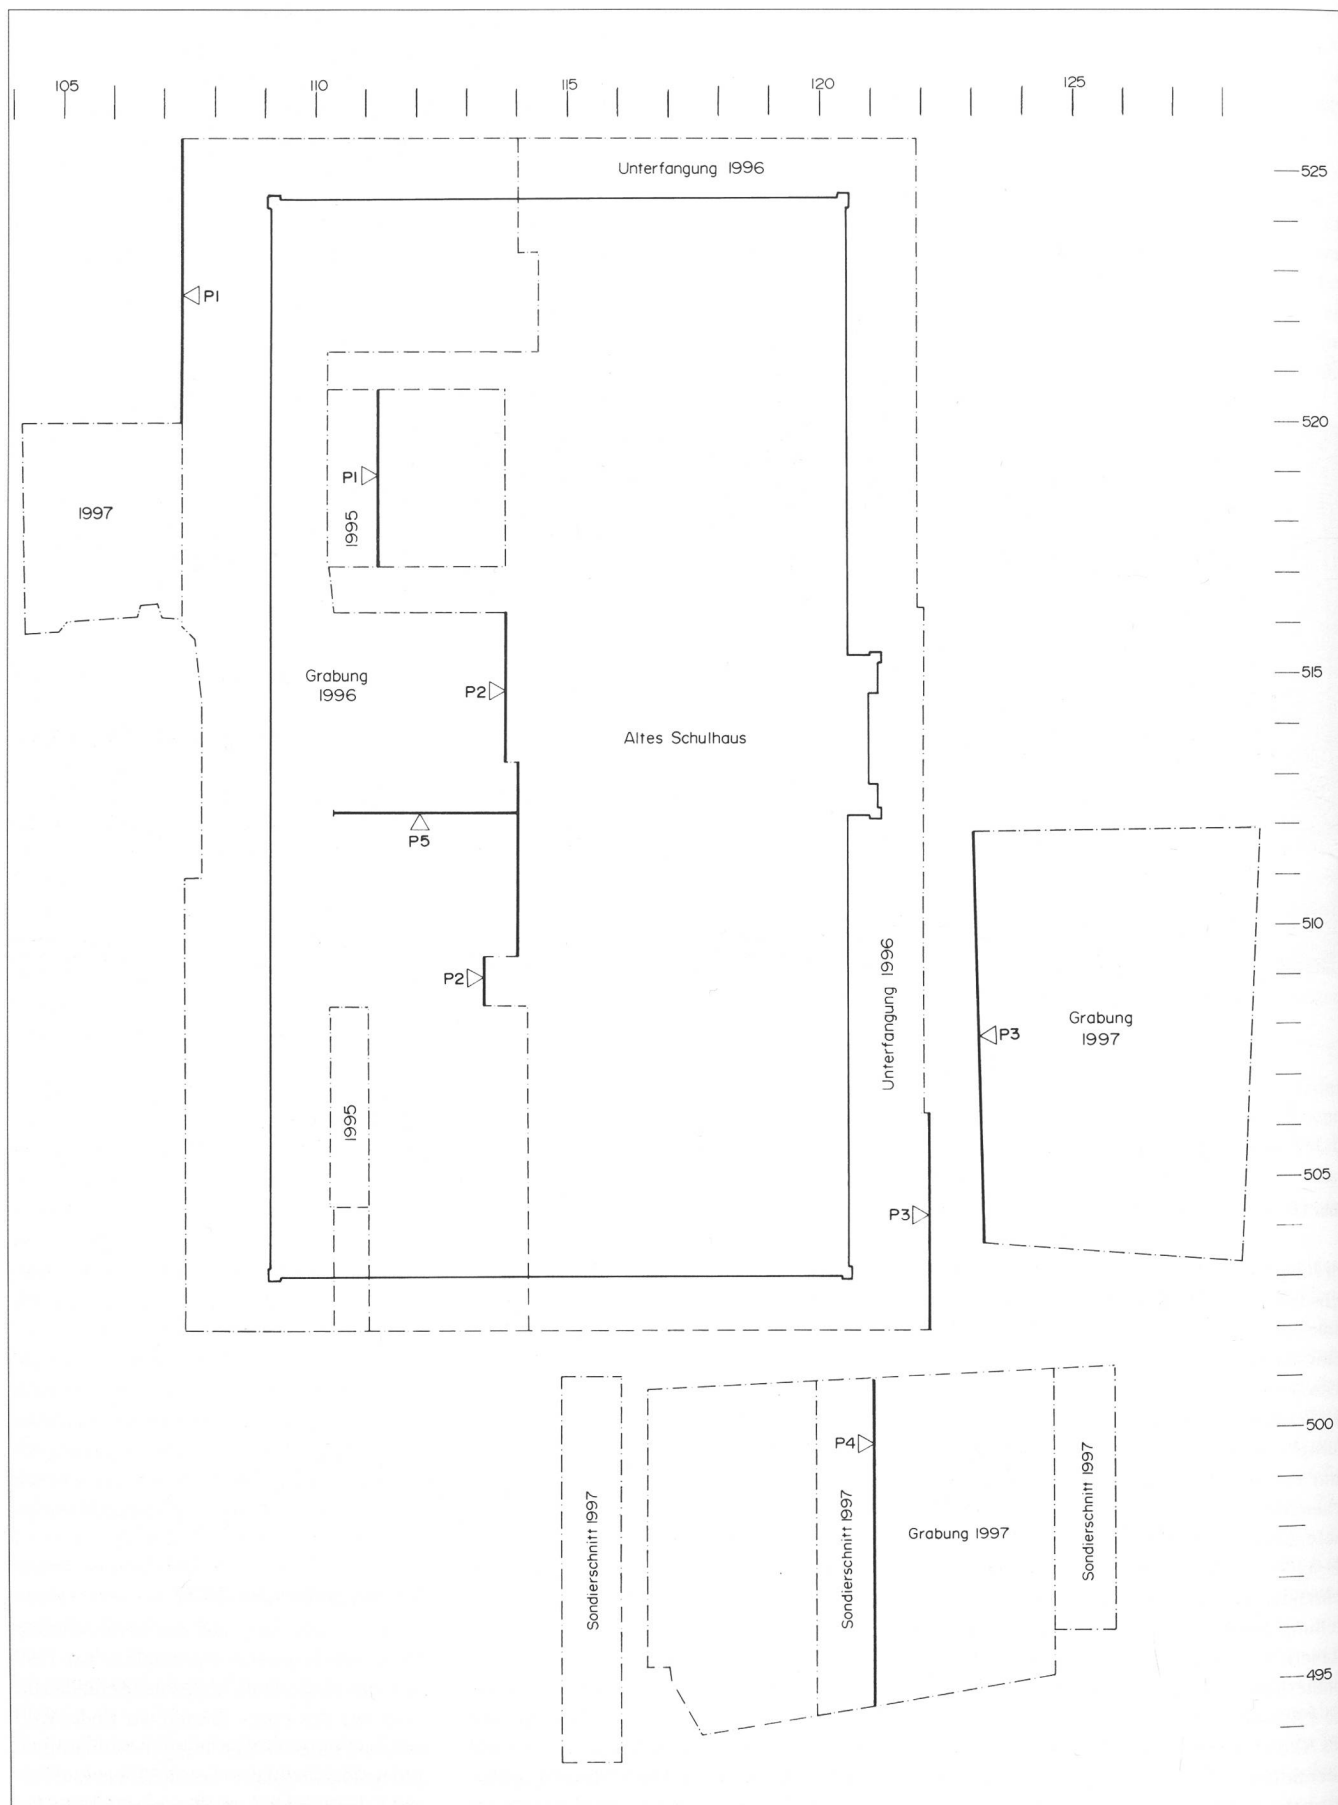 105
110
115
120
125
Unterfangung 1996
525
P1
520
P1
1997
1995
515
Grabung
1996
P2
Altes Schulhaus
P5
510
Unterfangung 1996
P2
Grabung
1997
P3
1995
505
P3
500
P4
Sondierschnitt 1997
Sondierschnitt 1997
Grabung 1997
Sondierschnitt 1997
495